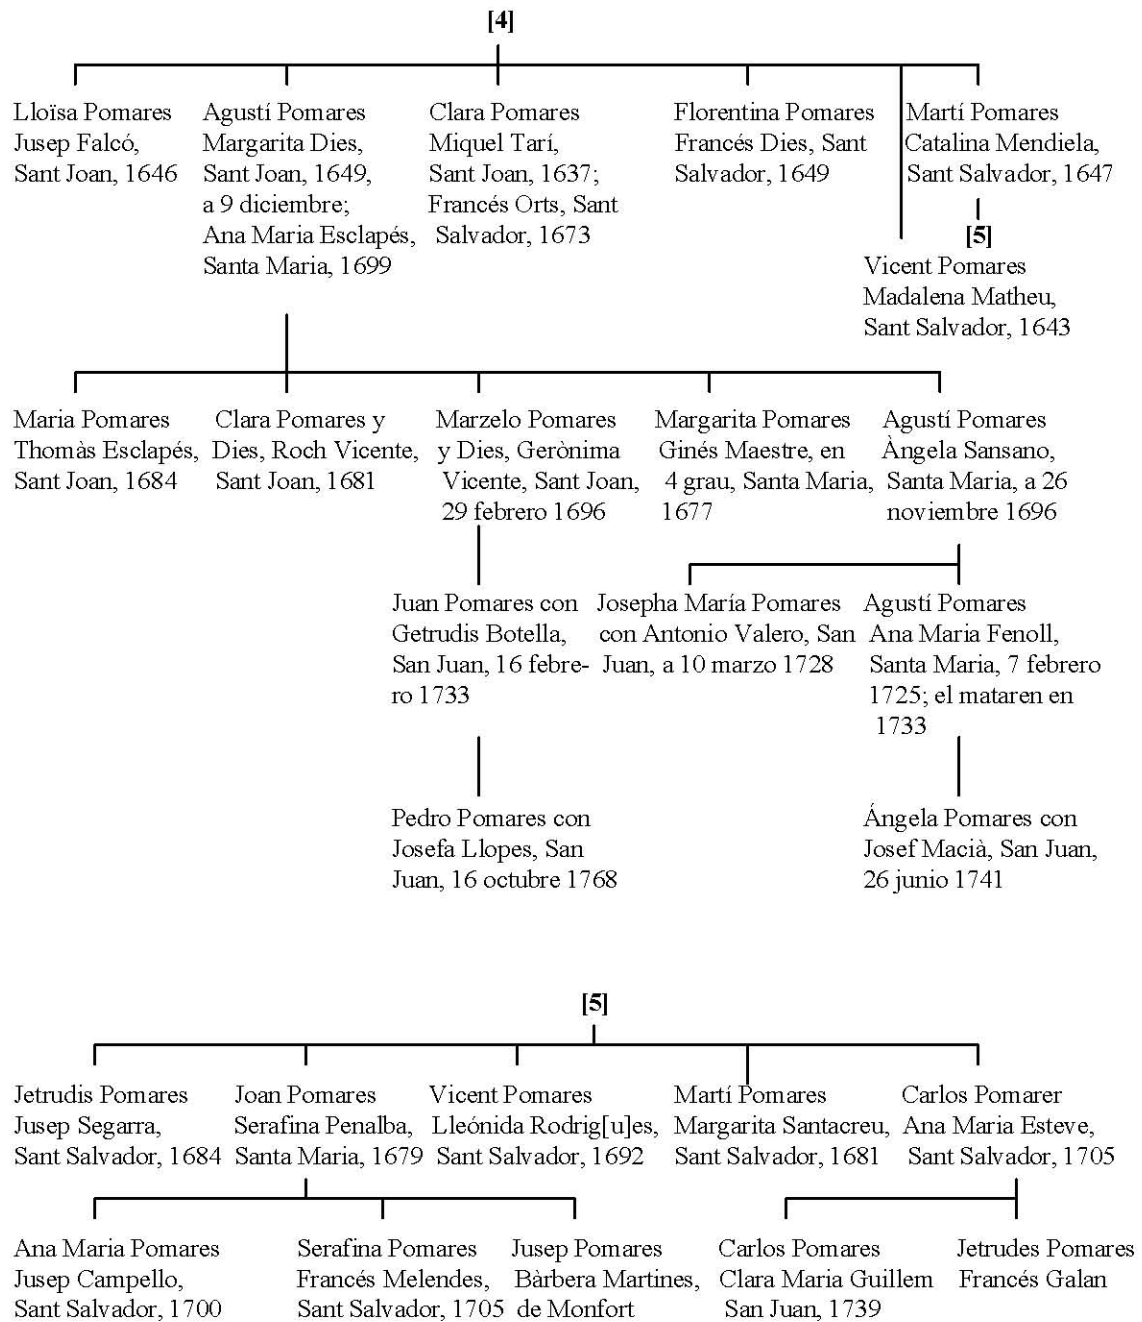 [4]
Lloïsa Pomares
Jusep Falcó,
Sant Joan, 1646
Agustí Pomares
Margarita Dies,
Sant Joan, 1649,
a 9 diciembre;
Ana Maria Esclapés,
Santa Maria, 1699
Clara Pomares
Miquel Tarí,
Sant Joan, 1637;
Francés Orts, Sant
Salvador, 1673
Florentina Pomares
Francés Dies, Sant
Salvador, 1649
Martí Pomares
Catalina Mendiela,
Sant Salvador, 1647
[5]
Vicent Pomares
Madalena Matheu,
Sant Salvador, 1643
Maria Pomares
Thomàs Esclapés,
Sant Joan, 1684
Clara Pomares y
Dies, Roch Vicente,
Sant Joan, 1681
Marzelo Pomares
y Dies, Gerònima
Vicente, Sant Joan,
29 febrero 1696
Margarita Pomares
Ginés Maestre, en
4 grau, Santa Maria,
1677
Agustí Pomares
Àngela Sansano,
Santa Maria, a 26
noviembre 1696
Juan Pomares con
Getrudis Botella,
San Juan, 16 febre-
ro 1733
Josepha María Pomares
con Antonio Valero, San
Juan, a 10 marzo 1728
Agustí Pomares
Ana Maria Fenoll,
Santa Maria, 7 febrero
1725; el mataren en
1733
Pedro Pomares con
Josefa Llopes, San
Juan, 16 octubre 1768
Ángela Pomares con
Josef Macià, San Juan,
26 junio 1741
[5]
Jetrudis Pomares
Jusep Segarra,
Sant Salvador, 1684
Joan Pomares
Serafina Penalba,
Santa Maria, 1679
Vicent Pomares
Lleónida Rodrig[u]es,
Sant Salvador, 1692
Martí Pomares
Margarita Santacreu,
Sant Salvador, 1681
Carlos Pomarer
Ana Maria Esteve,
Sant Salvador, 1705
Ana Maria Pomares
Jusep Campello,
Sant Salvador, 1700
Serafina Pomares
Francés Melendes,
Sant Salvador, 1705
Jusep Pomares
Bàrbera Martines,
de Monfort
Carlos Pomares
Clara Maria Guillem
San Juan, 1739
Jetrudes Pomares
Francés Galan